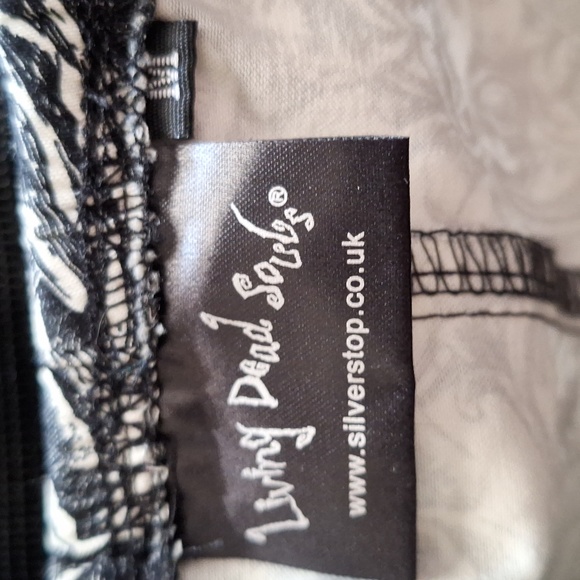 Living Dead Souls®
www.silverstop.co.uk